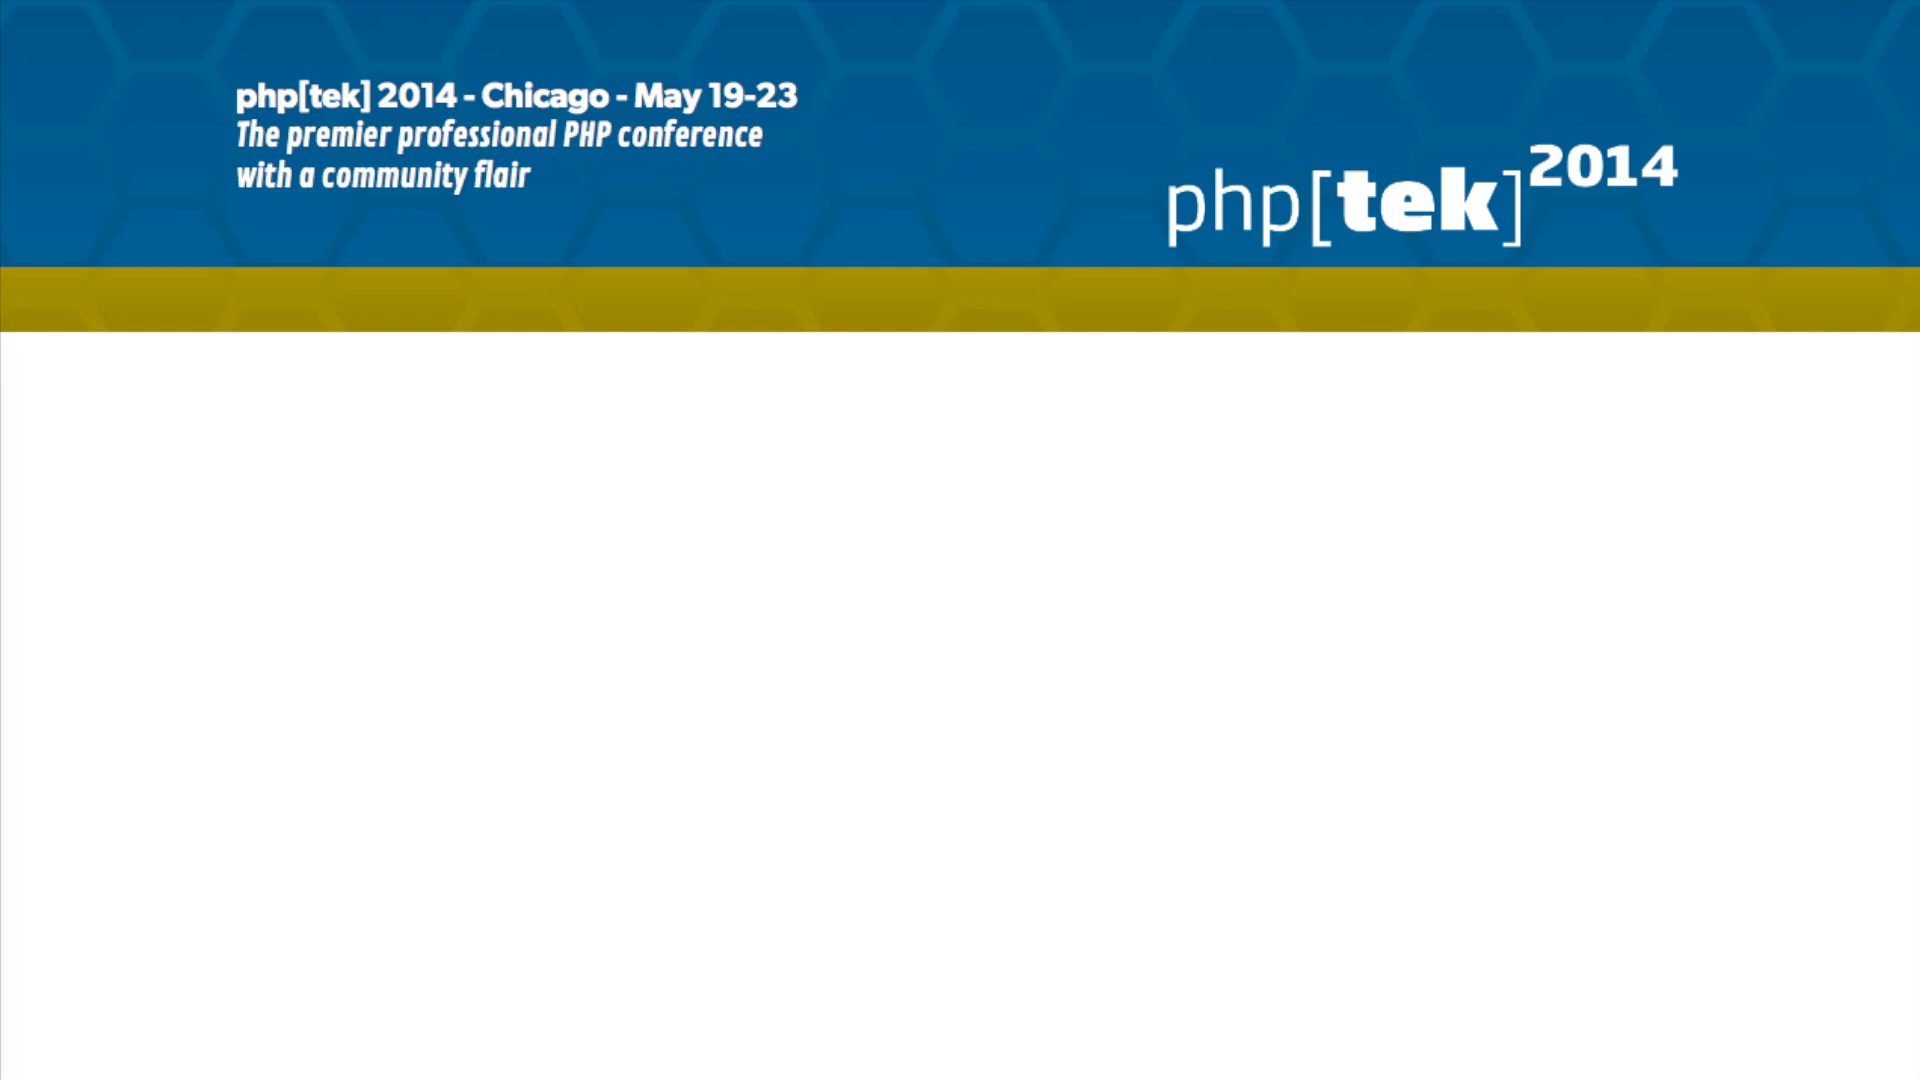 php[tek] 2014 - Chicago - May 19-23
The premier professional PHP conference
with a community flair
php[tek]2014